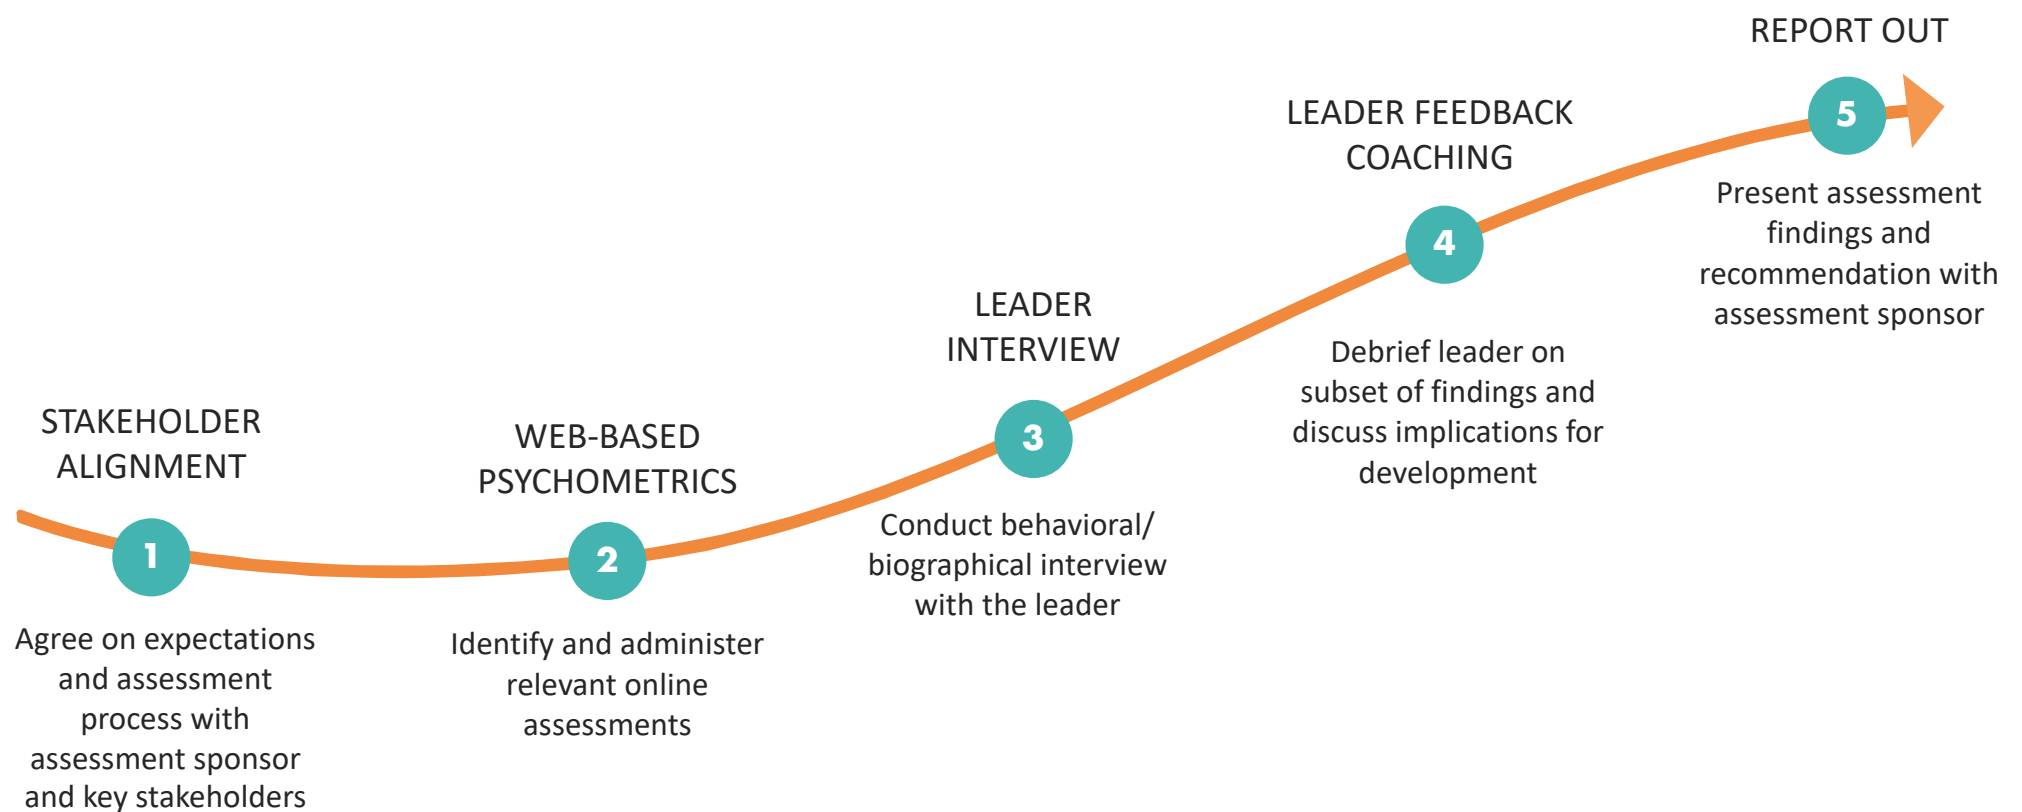 STAKEHOLDER
ALIGNMENT
1
Agree on expectations
and assessment
process with
assessment sponsor
and key stakeholders
WEB-BASED
PSYCHOMETRICS
2
Identify and administer
relevant online
assessments
LEADER
INTERVIEW
3
Conduct behavioral/
biographical interview
with the leader
LEADER FEEDBACK
COACHING
4
Debrief leader on
subset of findings and
discuss implications for
development
REPORT OUT
5
Present assessment
findings and
recommendation with
assessment sponsor